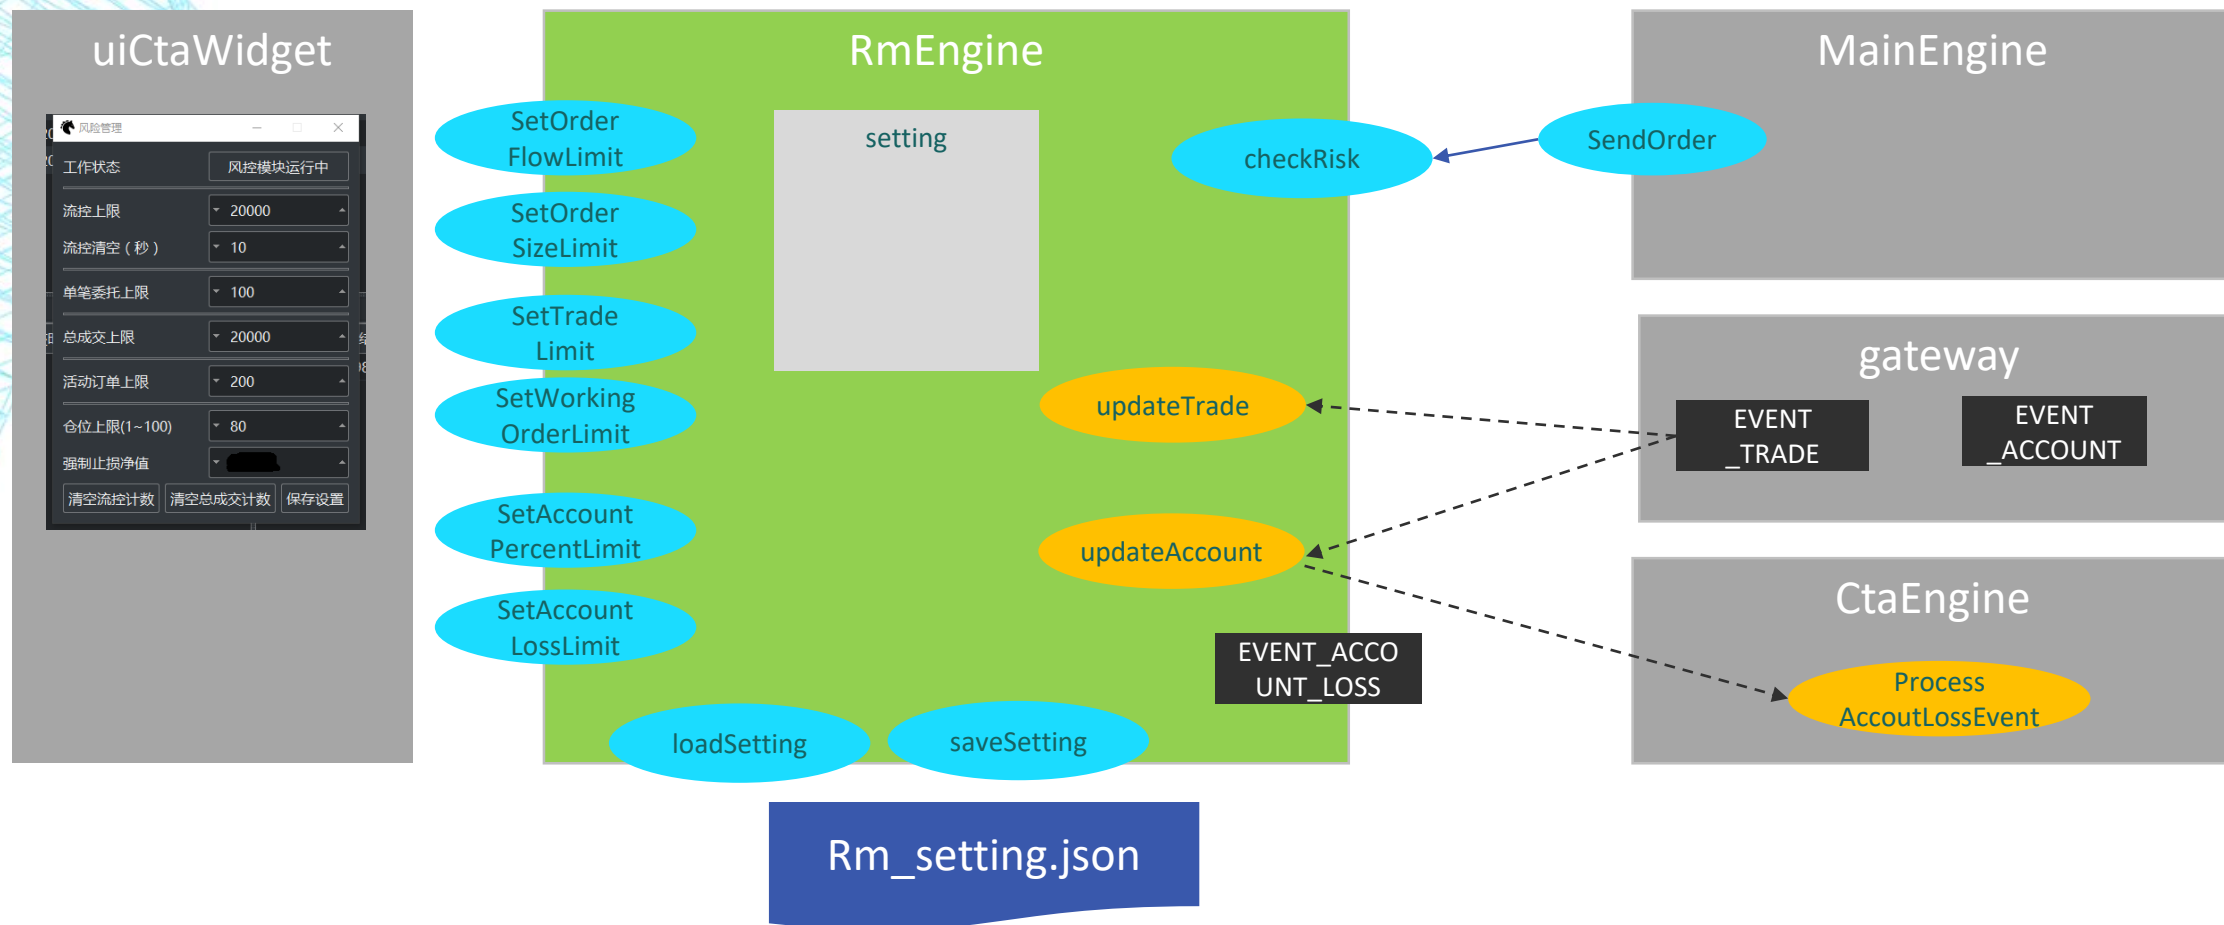 uiCtaWidget
风险管理
工作状态
风控模块运行中
流控上限
20000
流控清空（秒）
10
单笔委托上限
100
总成交上限
20000
活动订单上限
200
仓位上限(1~100)
80
强制止损净值
清空流控计数
清空总成交计数
保存设置
RmEngine
SetOrder
FlowLimit
SetOrder
SizeLimit
SetTrade
Limit
SetWorking
OrderLimit
SetAccount
PercentLimit
SetAccount
LossLimit
setting
checkRisk
updateTrade
updateAccount
EVENT_ACCO
UNT_LOSS
loadSetting
saveSetting
Rm_setting.json
MainEngine
SendOrder
gateway
EVENT
_TRADE
EVENT
_ACCOUNT
CtaEngine
Process
AccoutLossEvent